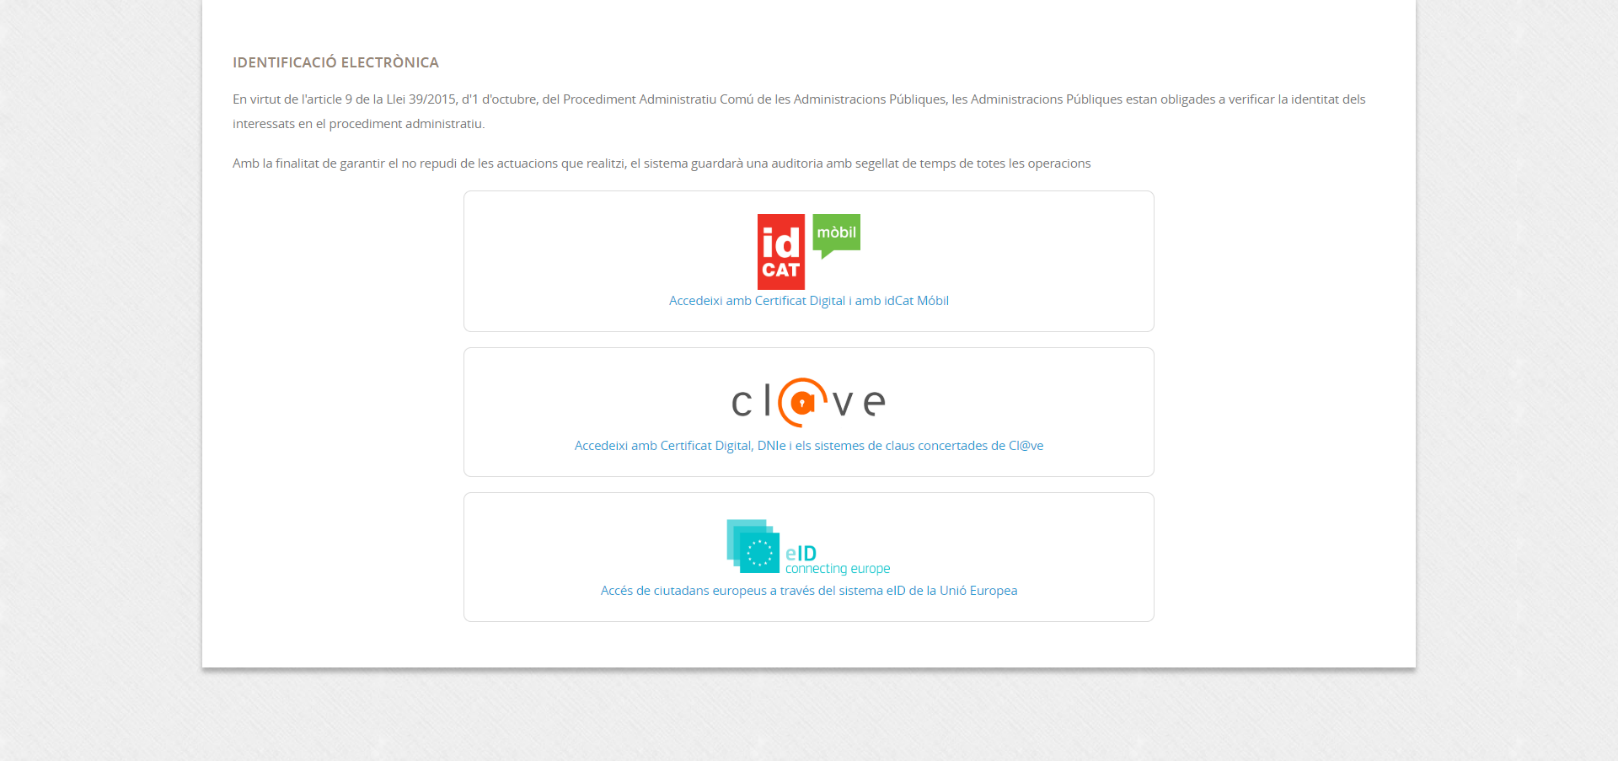 IDENTIFICACIÓ ELECTRÒNICA
En virtut de l'article 9 de la Llei 39/2015, d'1 d'octubre, del Procediment Administratiu Comú de les Administracions Públiques, les Administracions Públiques estan obligades a verificar la identitat dels
interessats en el procediment administratiu.
Amb la finalitat de garantir el no repudi de les actuacions que realitzi, el sistema guardarà una auditoria amb segellat de temps de totes les operacions
id mòbil
CAT
Accedeixi amb Certificat Digital i amb idCat Móbil
cl@ve
Accedeixi amb Certificat Digital, DNIe i els sistemes de claus concertades de Cl@ve
eID
connecting europe
Accés de ciutadans europeus a través del sistema eID de la Unió Europea